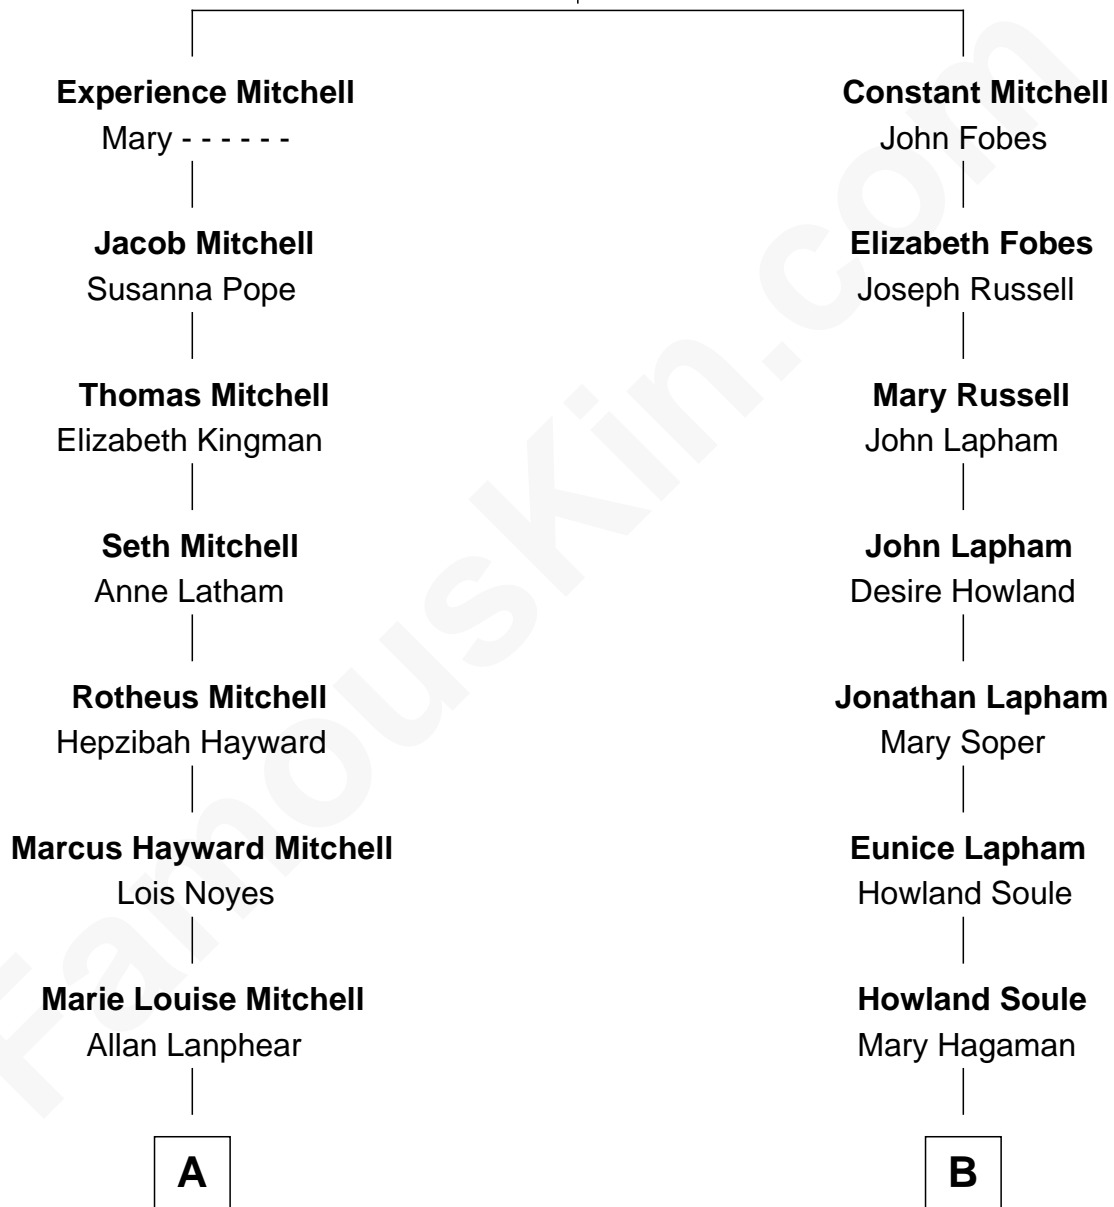 Experience Mitchell
Mary - - - - - -
Constant Mitchell
John Fobes
Jacob Mitchell
Susanna Pope
Elizabeth Fobes
Joseph Russell
Thomas Mitchell
Elizabeth Kingman
Mary Russell
John Lapham
Seth Mitchell
Anne Latham
John Lapham
Desire Howland
Rotheus Mitchell
Hepzibah Hayward
Jonathan Lapham
Mary Soper
Marcus Hayward Mitchell
Lois Noyes
Eunice Lapham
Howland Soule
Marie Louise Mitchell
Allan Lanphear
Howland Soule
Mary Hagaman
A
B
FamousKin.com